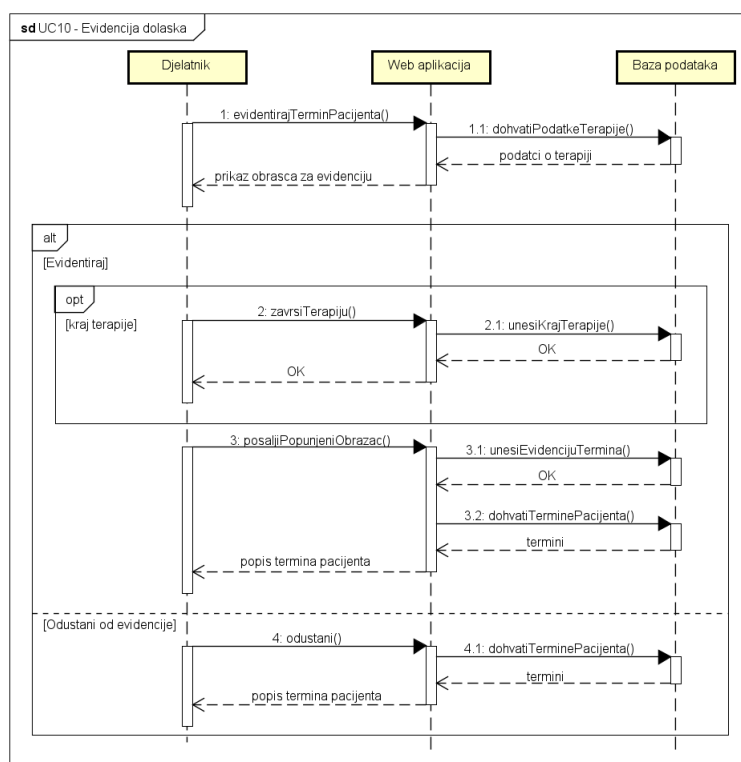 sd UC10 - Evidencija dolaska
Djelatnik
Web aplikacija
Baza podataka
1: evidentirajTerminPacijenta()
1.1: dohvatiPodatkeTerapije()
podatci o terapiji
prikaz obrasca za evidenciju
alt
[Evidentiraj]
opt
[kraj terapije]
2: zavrsiTerapiju()
2.1: unesiKrajTerapije()
OK
OK
3: posaljiPopunjeniObrazac()
3.1: unesiEvidencijuTermina()
OK
3.2: dohvatiTerminePacijenta()
termini
popis termina pacijenta
[Odustani od evidencije]
4: odustani()
4.1: dohvatiTerminePacijenta()
termini
popis termina pacijenta